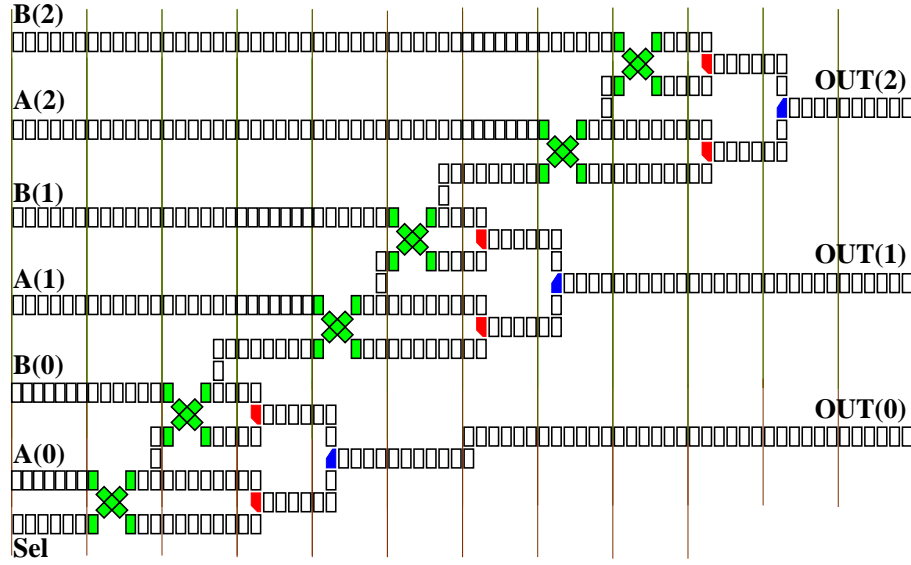 B(2)
OUT(2)
A(2)
B(1)
OUT(1)
A(1)
B(0)
OUT(0)
A(0)
Sel